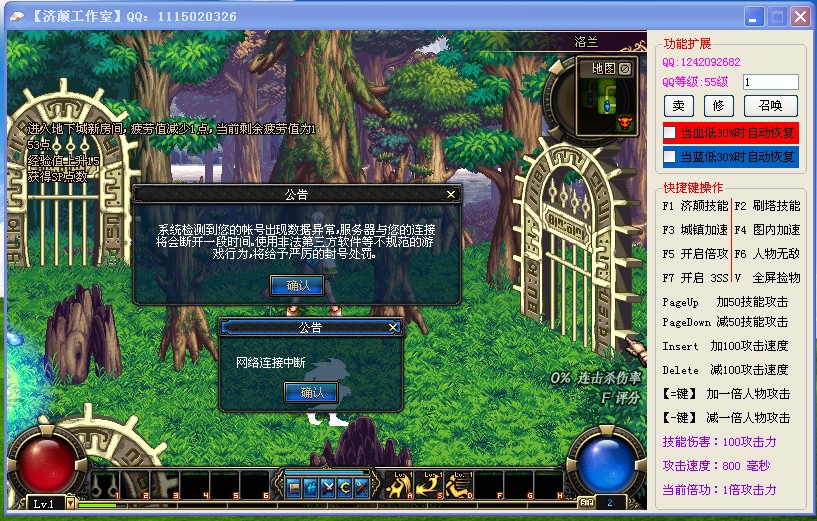 【济颠工作室】QQ：1115020326
洛兰
地图
进入地下城新房间，疲劳值减少1点，当前剩余疲劳值为1
53点
经验值上升15
获得SP点数
公告
系统检测到您的帐号出现数据异常,服务器与您的连接
将会断开一段时间.使用非法第三方软件等不规范的游
戏行为,将给予严厉的封号处罚.
确认
公告
网络连接中断
确认
0% 连击杀伤率
F 评分
Lv.1
1
2
3
4
5
6
A
S
D
F
G
H
SP
2
功能扩展
QQ:1242092682
QQ等级:55级
1
卖
修
召唤
当血低30%时自动恢复
当蓝低30%时自动恢复
快捷键操作
F1 济颠技能 F2 刷塔技能
F3 城镇加速 F4 图内加速
F5 开启倍攻 F6 人物无敌
F7 开启 3SS V 全屏捡物
PageUp 加50技能攻击
PageDown 减50技能攻击
Insert 加100攻击速度
Delete 减100攻击速度
【=键】 加一倍人物攻击
【-键】 减一倍人物攻击
技能伤害：100攻击力
攻击速度：800 毫秒
当前倍功：1倍攻击力